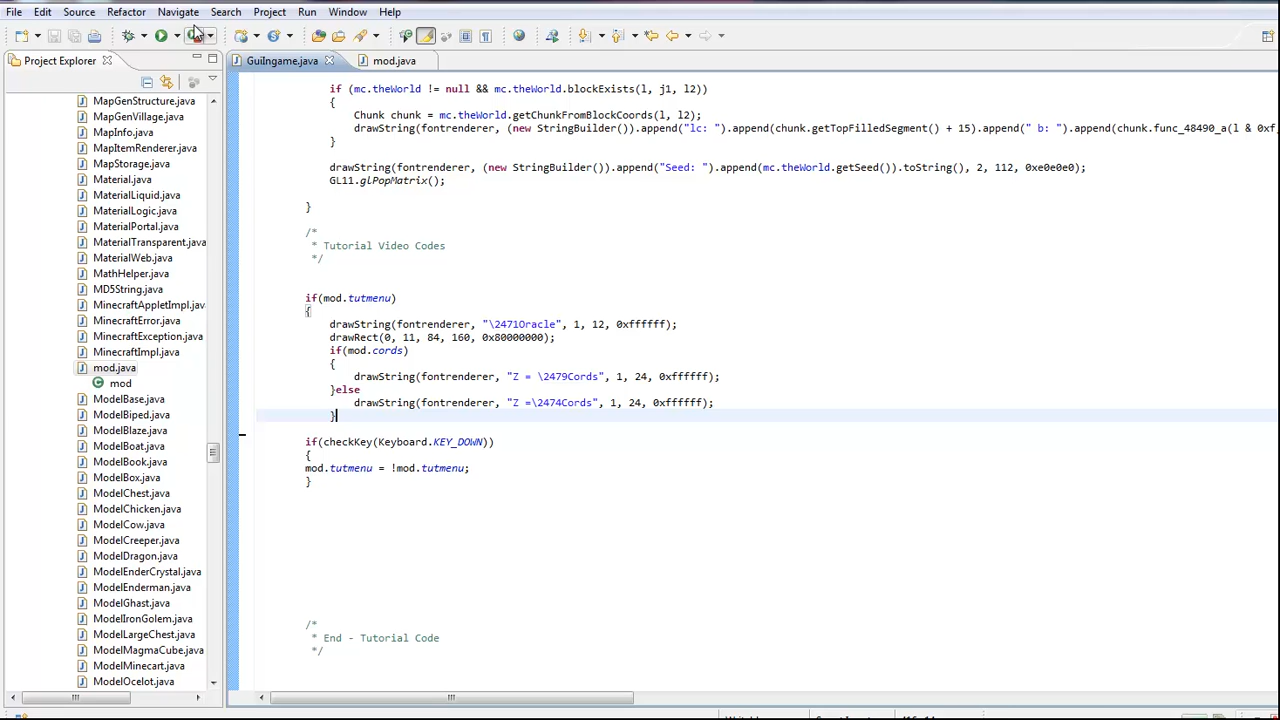 File Edit Source Refactor Navigate Search Project Run Window Help
Project Explorer
GuiIngame.java
mod.java
MapGenStructure.java
MapGenVillage.java
MapInfo.java
MapItemRenderer.java
MapStorage.java
Material.java
MaterialLiquid.java
MaterialLogic.java
MaterialPortal.java
MaterialTransparent.java
MaterialWeb.java
MathHelper.java
MD5String.java
MinecraftAppletImpl.java
MinecraftError.java
MinecraftException.java
MinecraftImpl.java
mod.java
mod
ModelBase.java
ModelBiped.java
ModelBlaze.java
ModelBoat.java
ModelBook.java
ModelBox.java
ModelChest.java
ModelChicken.java
ModelCow.java
ModelCreeper.java
ModelDragon.java
ModelEnderCrystal.java
ModelEnderman.java
ModelGhast.java
ModelIronGolem.java
ModelLargeChest.java
ModelMagmaCube.java
ModelMinecart.java
ModelOcelot.java
if (mc.theWorld != null && mc.theWorld.blockExists(l, j1, l2))
{
Chunk chunk = mc.theWorld.getChunkFromBlockCoords(l, l2);
drawString(fontrenderer, (new StringBuilder()).append("lc: ").append(chunk.getTopFilledSegment() + 15).append(" b: ").append(chunk.func_48490_a(l & 0xf
}
drawString(fontrenderer, (new StringBuilder()).append("Seed: ").append(mc.theWorld.getSeed()).toString(), 2, 112, 0xe0e0e0);
GL11.glPopMatrix();
}
/*
* Tutorial Video Codes
*/
if(mod.tutmenu)
{
drawString(fontrenderer, "\2471Oracle", 1, 12, 0xffffff);
drawRect(0, 11, 84, 160, 0x80000000);
if(mod.cords)
{
drawString(fontrenderer, "Z = \2479Cords", 1, 24, 0xffffff);
}else
drawString(fontrenderer, "Z =\2474Cords", 1, 24, 0xffffff);
}
if(checkKey(Keyboard.KEY_DOWN))
{
mod.tutmenu = !mod.tutmenu;
}
/*
* End - Tutorial Code
*/